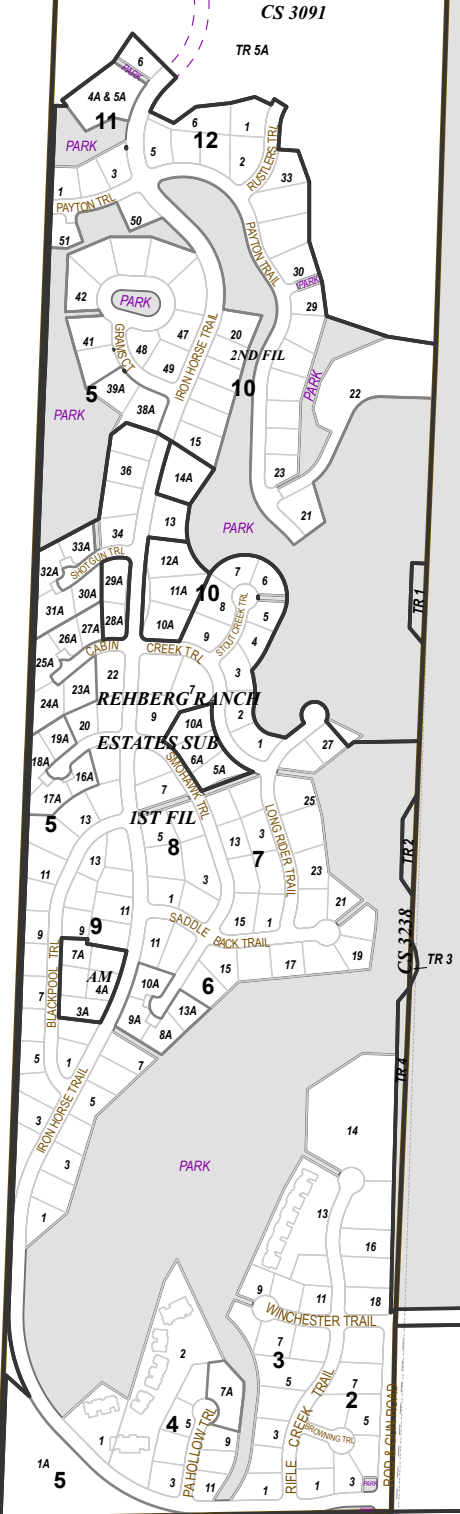 CS 3091
TR 5A
6
PARK
4A & 5A
11
6
12
1
PARK
5
2
RUSTLERS TRL
3
33
1
PAYTON TRL
50
51
PAYTON TRAIL
30
PARK
42
PARK
29
41
GRAMS CT
48
47
IRON HORSE TRAIL
20
2ND FIL
49
10
PARK
22
5
39A
38A
PARK
15
36
14A
23
21
13
PARK
34
33A
SHOTGUN TRL
32A
29A
12A
7
6
30A
11A
10
8
STOUT CREEK TRL
5
TR 1
31A
28A
10A
26A
27A
9
4
CABIN
CREEK TRL
25A
22
3
23A
7
REHBERG RANCH
24A
9
10A
2
20
ESTATES SUB
19A
6A
1
27
18A
16A
SMOHAWK TRL
5A
17A
7
25
5
13
1ST FIL
5
8
13
3
LONG RIDER TRAIL
7
TR 2
13
11
3
23
1
21
11
SADDLE
BACK TRAIL
15
1
9
9
9
11
CS 3238
7A
AM
4A
10A
6
15
17
19
TR 3
7
BLACKPOOL TRL
3A
9A
13A
8A
5
1
7
TR 4
5
IRON HORSE TRAIL
3
3
14
PARK
1
13
16
9
11
18
WINCHESTER TRAIL
7
3
2
5
7
7A
2
4
5
PA HOLLOW TRL
9
3
RIFLE CREEK TRAIL
BROWNING TRL
5
ROD & GUN ROAD
1
1A
5
3
11
1
1
3
PARK
PARK